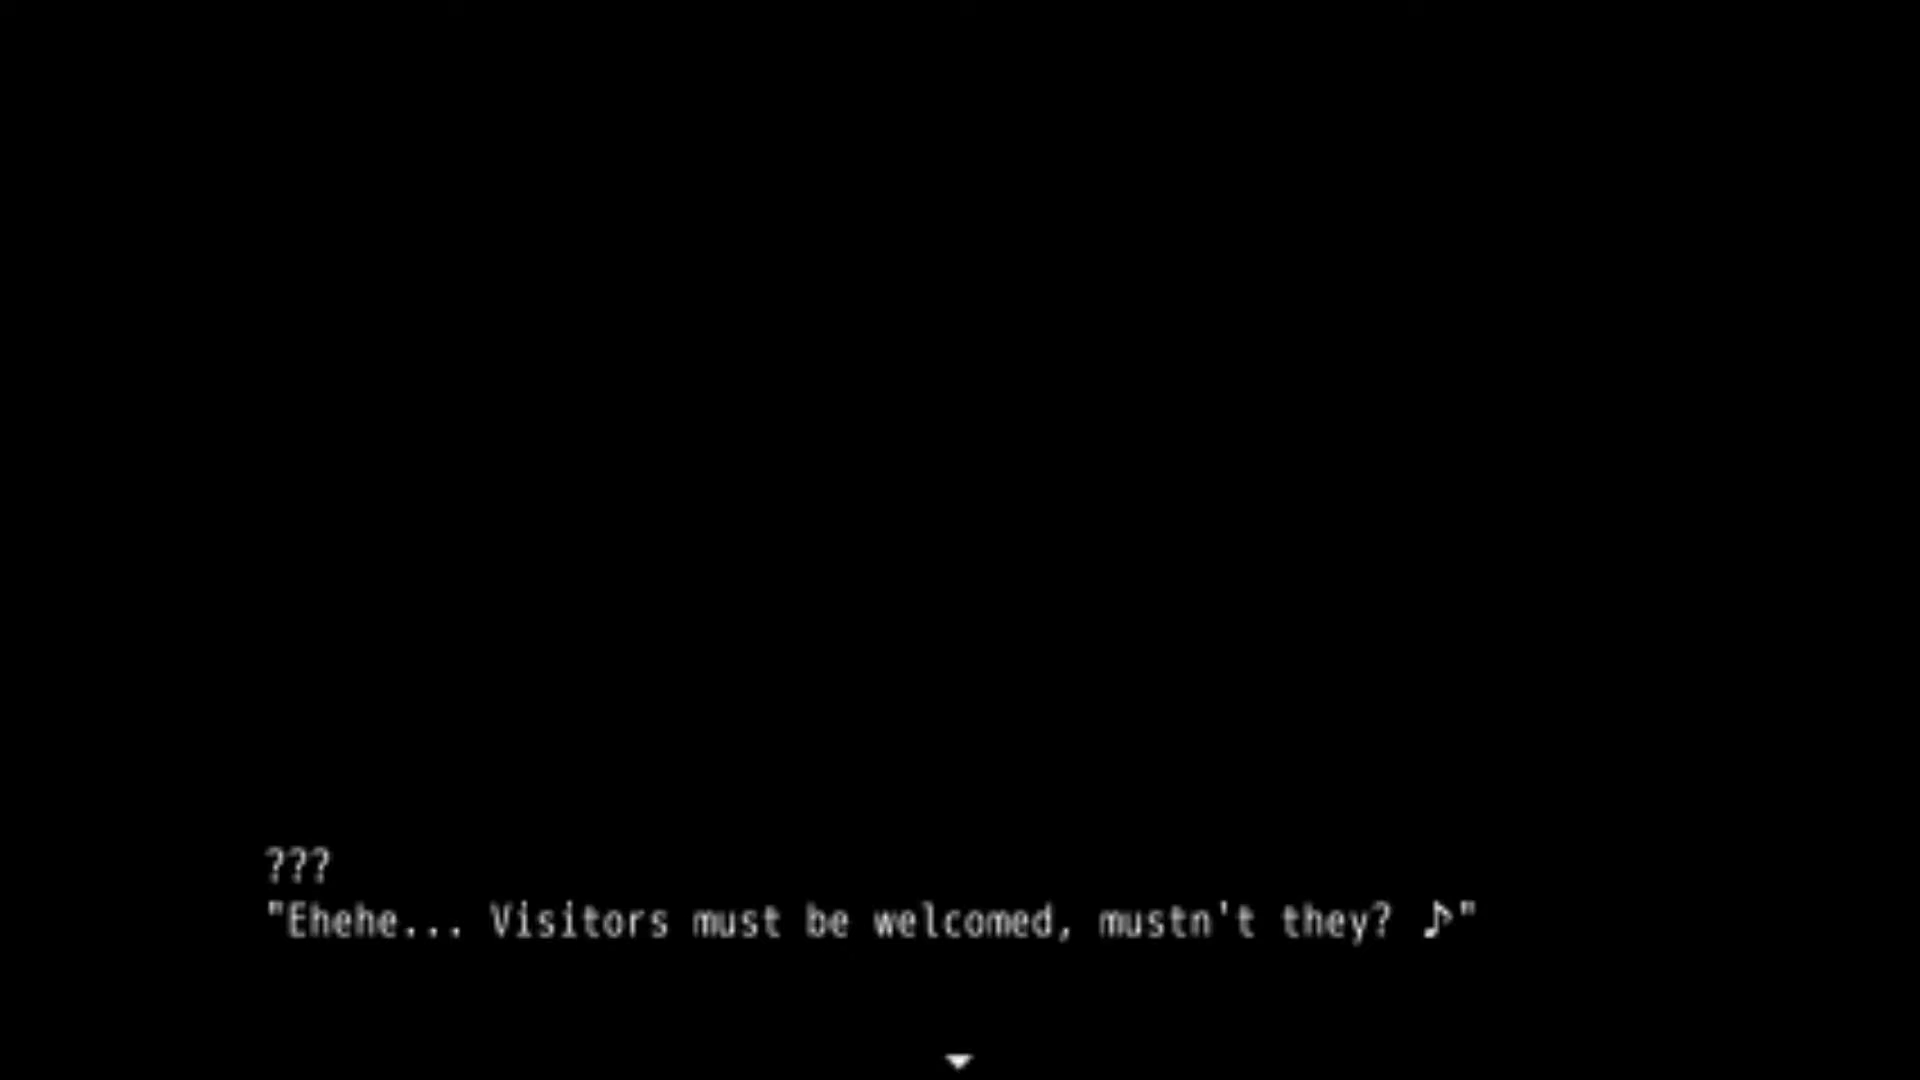 ???
"Ehehe... Visitors must be welcomed, mustn't they? ♪"